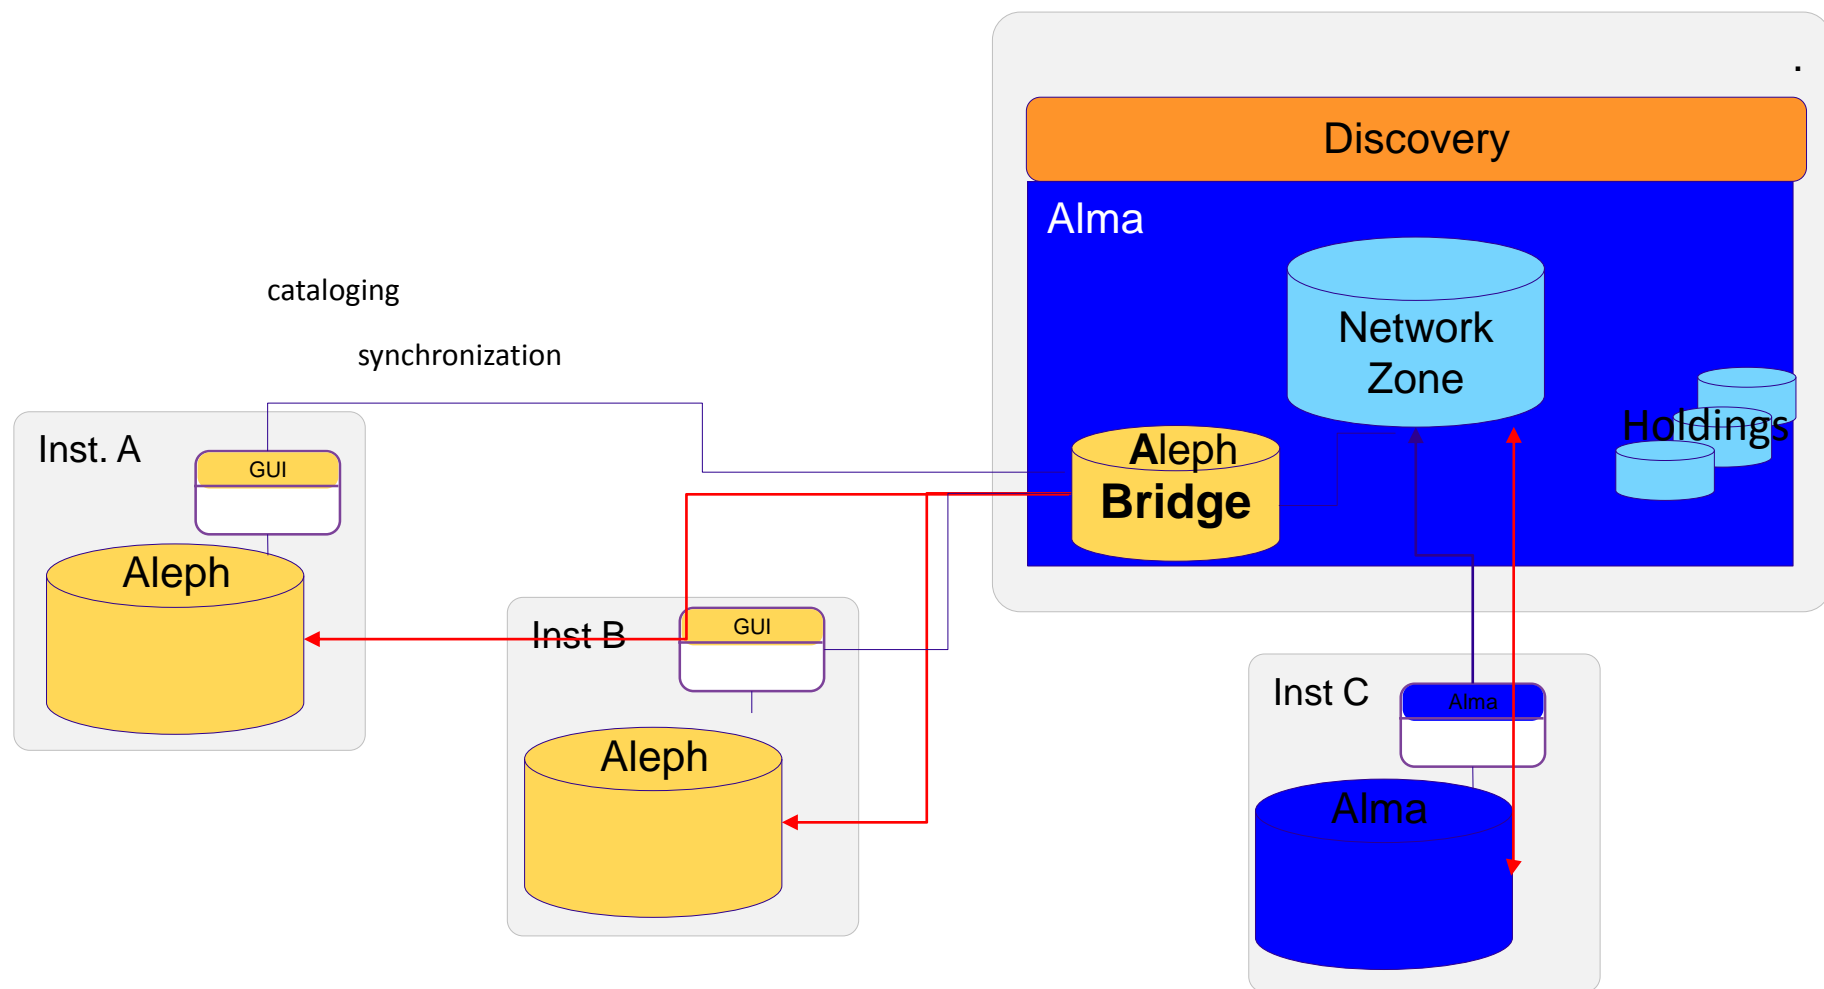 .
Discovery
Alma
cataloging
Network
Zone
synchronization
Holdings
Inst. A
Aleph
Bridge
GUI
Aleph
Inst B
GUI
Inst C
Alma
Aleph
Alma